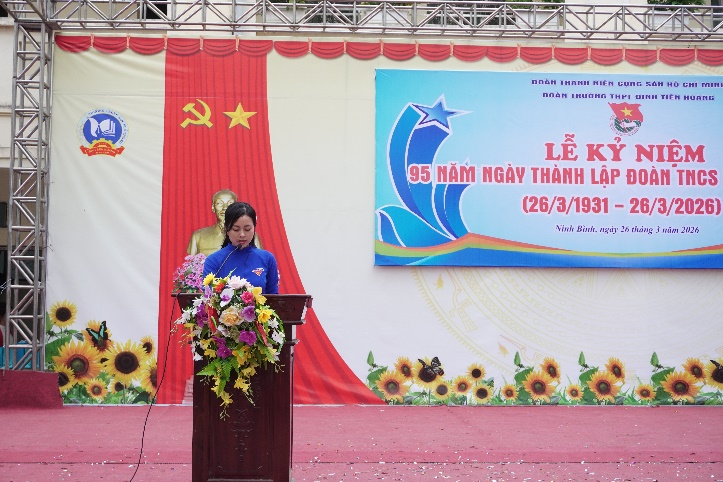 ĐOÀN THANH NIÊN CỘNG SẢN HỒ CHÍ MINH
ĐOÀN TRƯỜNG THPT ĐINH TIÊN HOÀNG
LỄ KỶ NIỆM
95 NĂM NGÀY THÀNH LẬP ĐOÀN TNCS
(26/3/1931 - 26/3/2026)
Ninh Bình, ngày 26 tháng 3 năm 2026